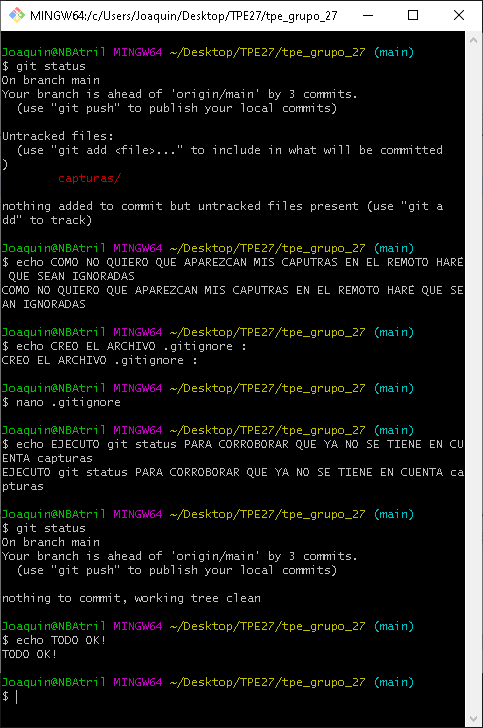 MINGW64:/c/Users/Joaquin/Desktop/TPE27/tpe_grupo_27
Joaquin@NBAtril MINGW64 ~/Desktop/TPE27/tpe_grupo_27 (main)
$ git status
On branch main
Your branch is ahead of 'origin/main' by 3 commits.
  (use "git push" to publish your local commits)
Untracked files:
  (use "git add <file>..." to include in what will be committed
)
        capturas/
nothing added to commit but untracked files present (use "git a
dd" to track)
Joaquin@NBAtril MINGW64 ~/Desktop/TPE27/tpe_grupo_27 (main)
$ echo COMO NO QUIERO QUE APAREZCAN MIS CAPUTRAS EN EL REMOTO HARÉ
 QUE SEAN IGNORADAS
COMO NO QUIERO QUE APAREZCAN MIS CAPUTRAS EN EL REMOTO HARÉ QUE SE
AN IGNORADAS
Joaquin@NBAtril MINGW64 ~/Desktop/TPE27/tpe_grupo_27 (main)
$ echo CREO EL ARCHIVO .gitignore :
CREO EL ARCHIVO .gitignore :
Joaquin@NBAtril MINGW64 ~/Desktop/TPE27/tpe_grupo_27 (main)
$ nano .gitignore
Joaquin@NBAtril MINGW64 ~/Desktop/TPE27/tpe_grupo_27 (main)
$ echo EJECUTO git status PARA CORROBORAR QUE YA NO SE TIENE EN CU
ENTA capturas
EJECUTO git status PARA CORROBORAR QUE YA NO SE TIENE EN CUENTA ca
pturas
Joaquin@NBAtril MINGW64 ~/Desktop/TPE27/tpe_grupo_27 (main)
$ git status
On branch main
Your branch is ahead of 'origin/main' by 3 commits.
  (use "git push" to publish your local commits)
nothing to commit, working tree clean
Joaquin@NBAtril MINGW64 ~/Desktop/TPE27/tpe_grupo_27 (main)
$ echo TODO OK!
TODO OK!
Joaquin@NBAtril MINGW64 ~/Desktop/TPE27/tpe_grupo_27 (main)
$